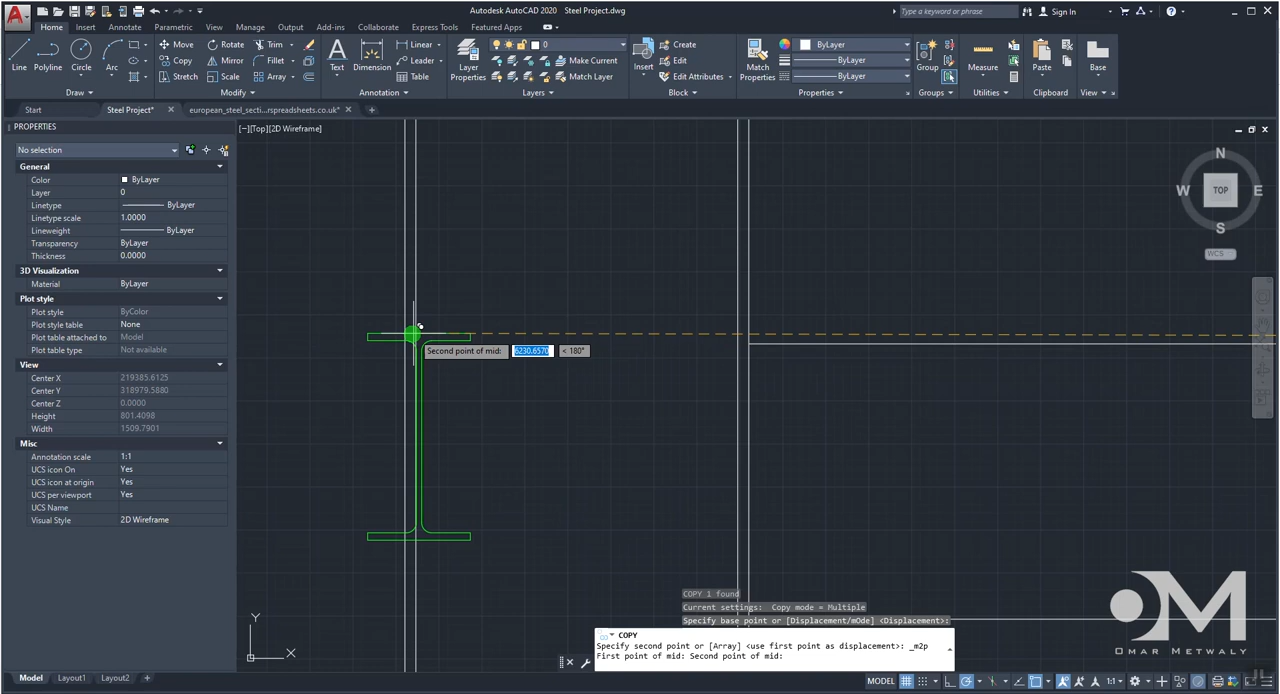 Autodesk AutoCAD 2020 Steel Project.dwg
Type a keyword or phrase
Sign In
Home Insert Annotate Parametric View Manage Output Add-ins Collaborate Express Tools Featured Apps
Line Polyline Circle Arc
Move Rotate Trim
Copy Mirror Fillet
Stretch Scale Array
Text Dimension
Linear
Leader
Table
Layer Properties
0
Make Current
Match Layer
Insert
Create
Edit
Edit Attributes
Match Properties
ByLayer
ByLayer
ByLayer
Group
Measure
Paste
Base
Draw Modify Annotation Layers Block Properties Groups Utilities Clipboard View
Start Steel Project* european_steel_secti...rspreadsheets.co.uk*
PROPERTIES
[−][Top][2D Wireframe]
No selection
General
Color ByLayer
Layer 0
Linetype ByLayer
Linetype scale 1.0000
Lineweight ByLayer
Transparency ByLayer
Thickness 0.0000
3D Visualization
Material ByLayer
Plot style
Plot style ByColor
Plot style table None
Plot table attached to Model
Plot table type Not available
View
Center X 219385.6125
Center Y 318979.5880
Center Z 0.0000
Height 801.4098
Width 1509.7901
Misc
Annotation scale 1:1
UCS icon On Yes
UCS icon at origin Yes
UCS per viewport Yes
UCS Name
Visual Style 2D Wireframe
N
W TOP E
S
WCS
Second point of mid: 6230.6570 < 180°
Y
X
COPY 1 found
Current settings: Copy mode = Multiple
Specify base point or [Displacement/mOde] <Displacement>:
COPY
Specify second point or [Array] <use first point as displacement>: _m2p
First point of mid: Second point of mid:
OMAR METWALY
Model Layout1 Layout2 +
MODEL 1:1